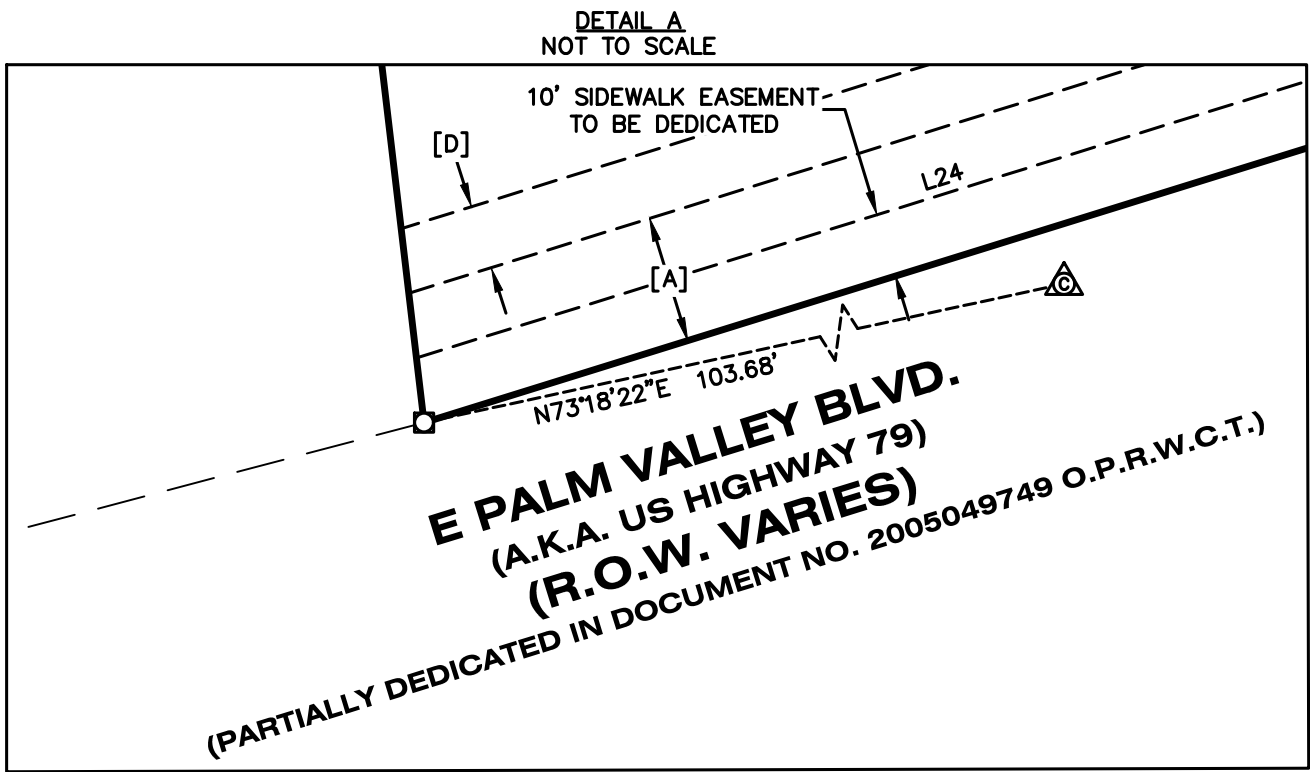 DETAIL A
NOT TO SCALE
10' SIDEWALK EASEMENT
TO BE DEDICATED
[D]
L24
[A]
C
N73°18'22"E 103.68'
E PALM VALLEY BLVD.
(A.K.A. US HIGHWAY 79)
(R.O.W. VARIES)
(PARTIALLY DEDICATED IN DOCUMENT NO. 2005049749 O.P.R.W.C.T.)